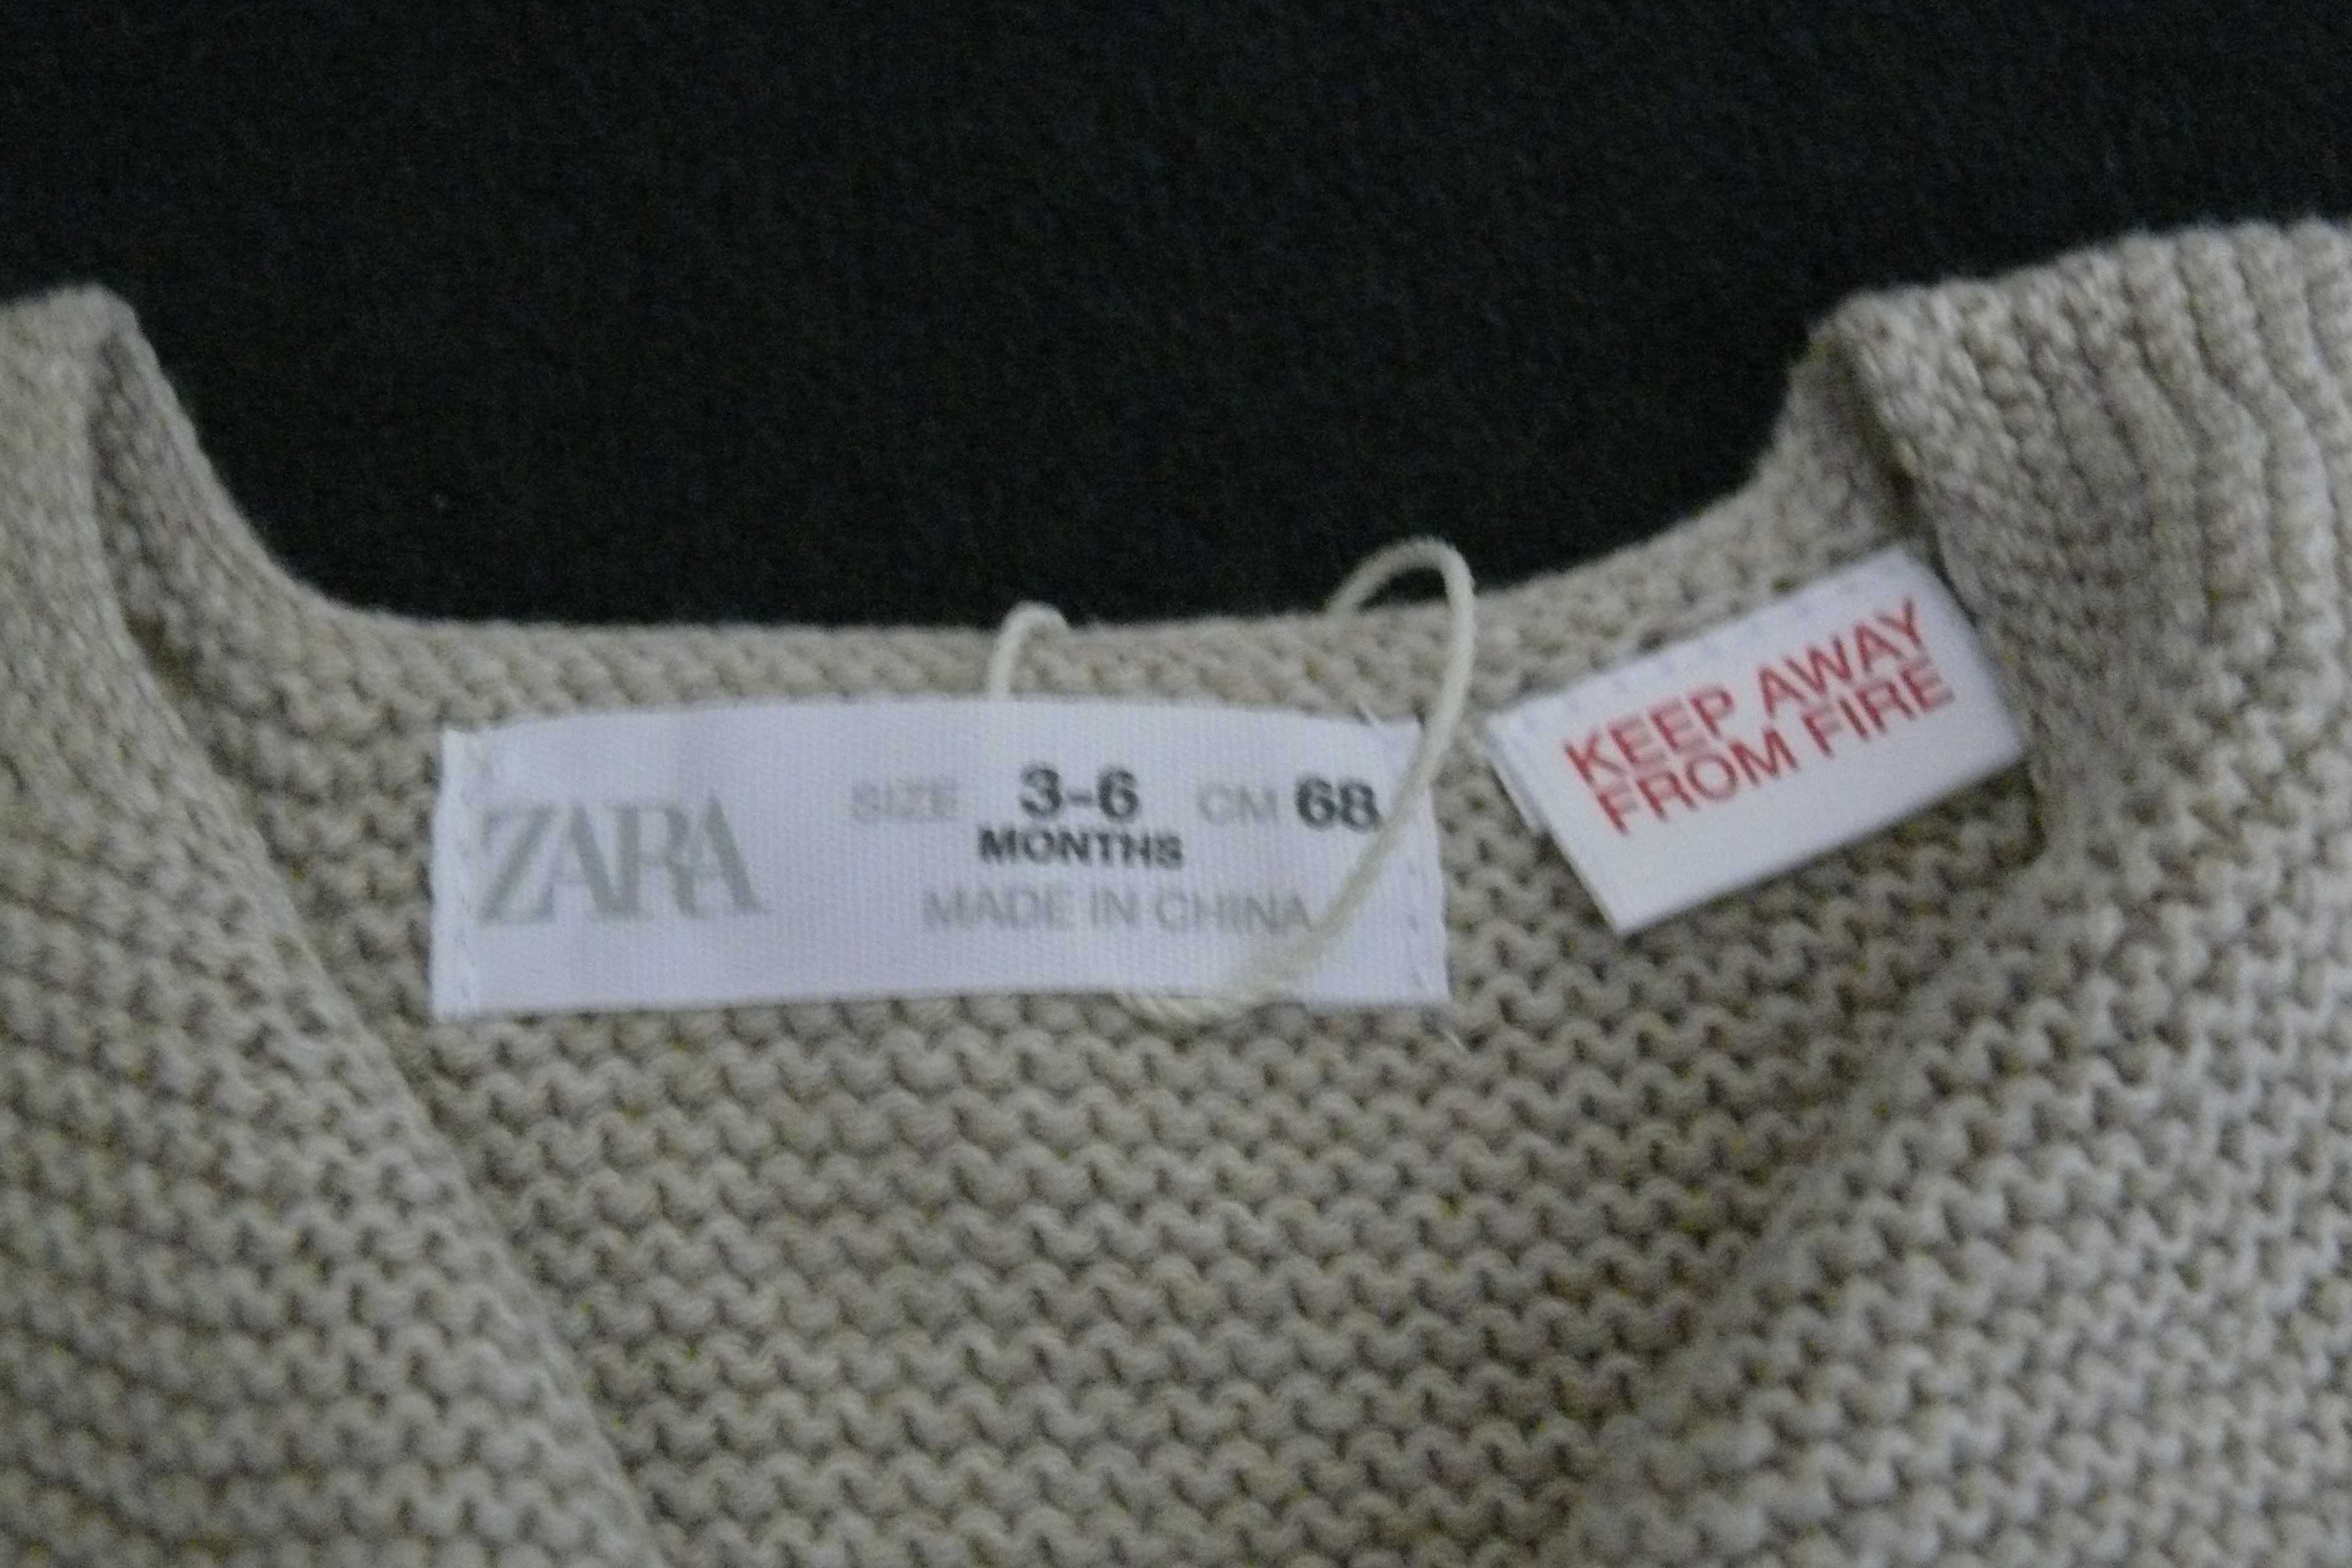 ZARA
SIZE 3-6 CM 68
MONTHS
MADE IN CHINA
KEEP AWAY
FROM FIRE